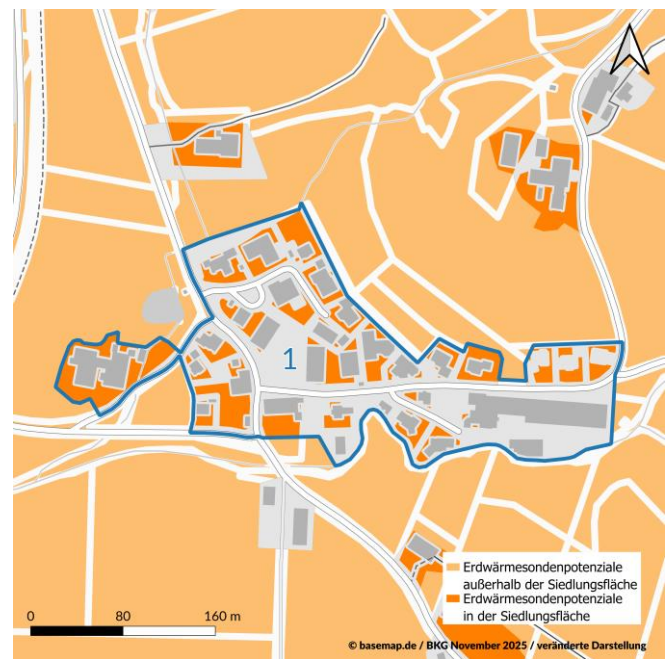 1
Erdwärmesondenpotenziale
außerhalb der Siedlungsfläche
Erdwärmesondenpotenziale
in der Siedlungsfläche
0 80 160 m
© basemap.de / BKG November 2025 / veränderte Darstellung